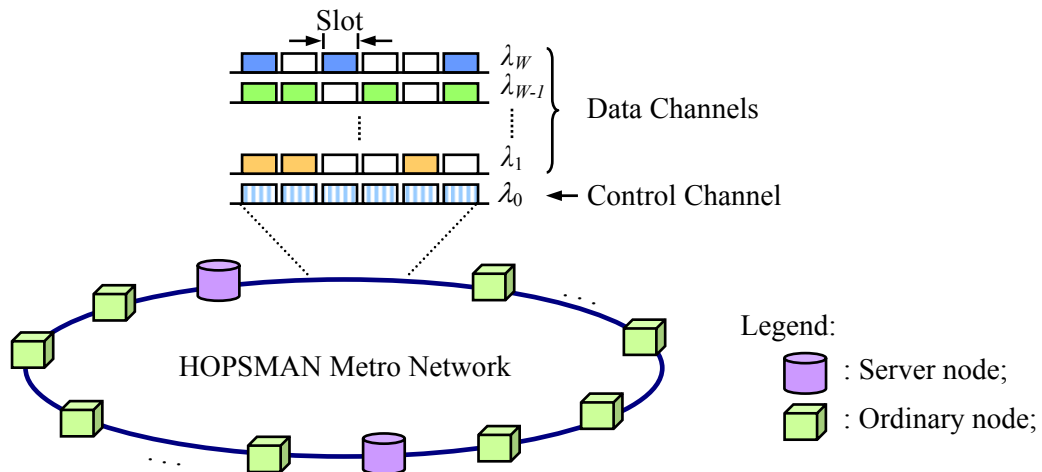 Slot
λW
λW-1
Data Channels
λ1
λ0
Control Channel
. . .
HOPSMAN Metro Network
Legend:
: Server node;
: Ordinary node;
. . .